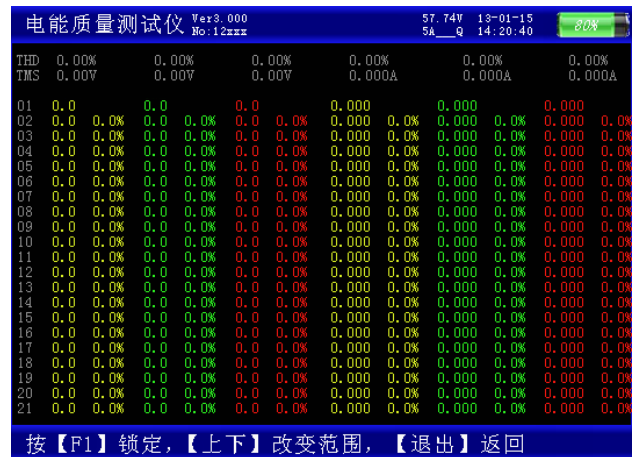 电能质量测试仪 Ver3.000 57.74V 13-01-15 80%
No:12xxx 5A__Q 14:20:40
THD 0.00% 0.00% 0.00% 0.00% 0.00% 0.00%
TMS 0.00V 0.00V 0.00V 0.000A 0.000A 0.000A
01 0.0 0.0 0.0 0.000 0.000 0.000
02 0.0 0.0% 0.0 0.0% 0.0 0.0% 0.000 0.0% 0.000 0.0% 0.000 0.0%
03 0.0 0.0% 0.0 0.0% 0.0 0.0% 0.000 0.0% 0.000 0.0% 0.000 0.0%
04 0.0 0.0% 0.0 0.0% 0.0 0.0% 0.000 0.0% 0.000 0.0% 0.000 0.0%
05 0.0 0.0% 0.0 0.0% 0.0 0.0% 0.000 0.0% 0.000 0.0% 0.000 0.0%
06 0.0 0.0% 0.0 0.0% 0.0 0.0% 0.000 0.0% 0.000 0.0% 0.000 0.0%
07 0.0 0.0% 0.0 0.0% 0.0 0.0% 0.000 0.0% 0.000 0.0% 0.000 0.0%
08 0.0 0.0% 0.0 0.0% 0.0 0.0% 0.000 0.0% 0.000 0.0% 0.000 0.0%
09 0.0 0.0% 0.0 0.0% 0.0 0.0% 0.000 0.0% 0.000 0.0% 0.000 0.0%
10 0.0 0.0% 0.0 0.0% 0.0 0.0% 0.000 0.0% 0.000 0.0% 0.000 0.0%
11 0.0 0.0% 0.0 0.0% 0.0 0.0% 0.000 0.0% 0.000 0.0% 0.000 0.0%
12 0.0 0.0% 0.0 0.0% 0.0 0.0% 0.000 0.0% 0.000 0.0% 0.000 0.0%
13 0.0 0.0% 0.0 0.0% 0.0 0.0% 0.000 0.0% 0.000 0.0% 0.000 0.0%
14 0.0 0.0% 0.0 0.0% 0.0 0.0% 0.000 0.0% 0.000 0.0% 0.000 0.0%
15 0.0 0.0% 0.0 0.0% 0.0 0.0% 0.000 0.0% 0.000 0.0% 0.000 0.0%
16 0.0 0.0% 0.0 0.0% 0.0 0.0% 0.000 0.0% 0.000 0.0% 0.000 0.0%
17 0.0 0.0% 0.0 0.0% 0.0 0.0% 0.000 0.0% 0.000 0.0% 0.000 0.0%
18 0.0 0.0% 0.0 0.0% 0.0 0.0% 0.000 0.0% 0.000 0.0% 0.000 0.0%
19 0.0 0.0% 0.0 0.0% 0.0 0.0% 0.000 0.0% 0.000 0.0% 0.000 0.0%
20 0.0 0.0% 0.0 0.0% 0.0 0.0% 0.000 0.0% 0.000 0.0% 0.000 0.0%
21 0.0 0.0% 0.0 0.0% 0.0 0.0% 0.000 0.0% 0.000 0.0% 0.000 0.0%
按【F1】锁定,【上下】改变范围, 【退出】返回